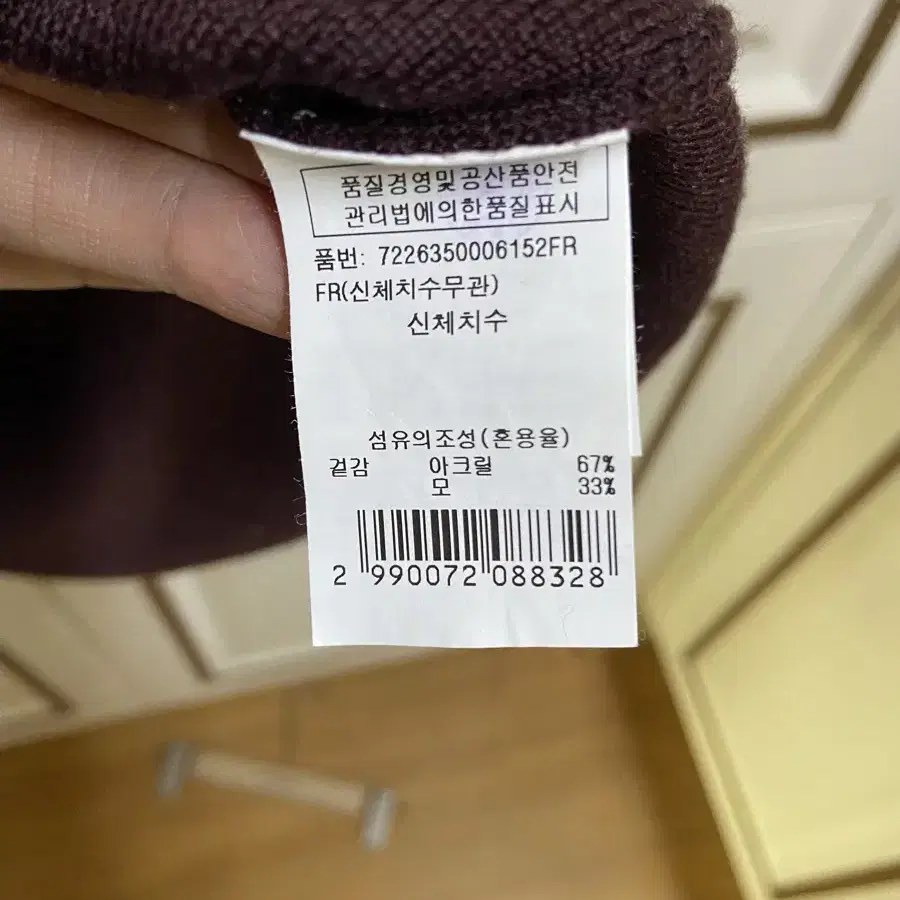 품질경영및공산품안전
관리법에의한품질표시
품번: 7226350006152FR
FR(신체치수무관)
신체치수
섬유의조성(혼용율)
겉감 아크릴 67%
모 33%
2 990072 088328